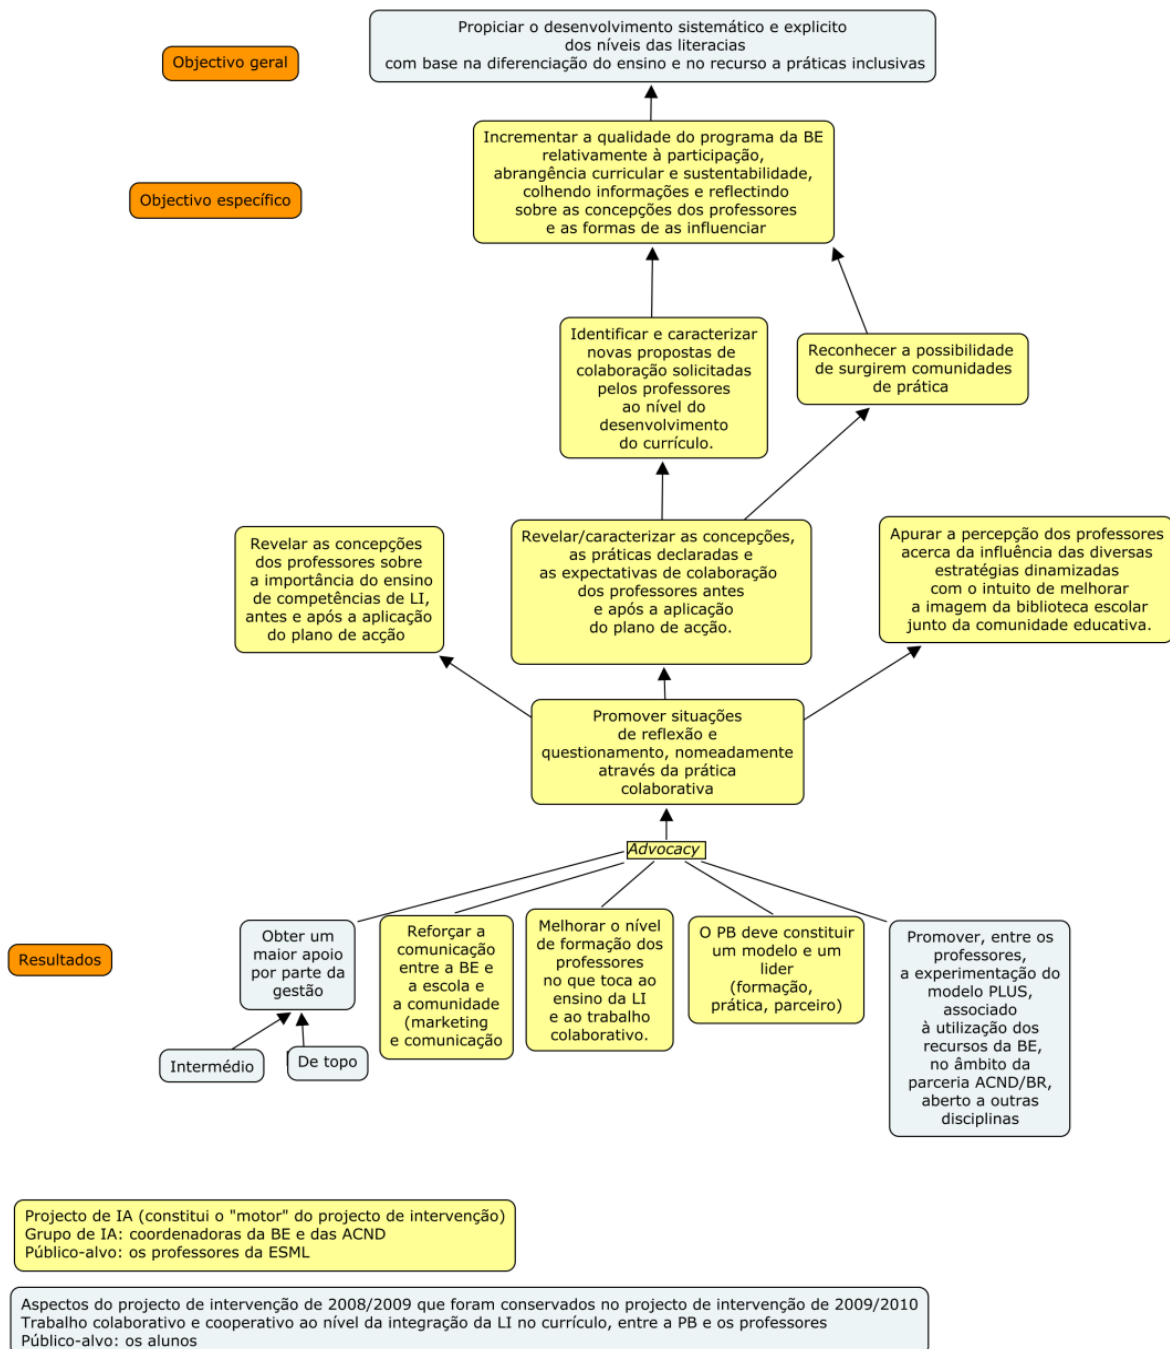 Propiciar o desenvolvimento sistemático e explicito
dos níveis das literacias
com base na diferenciação do ensino e no recurso a práticas inclusivas
Objectivo geral
Incrementar a qualidade do programa da BE
relativamente à participação,
abrangência curricular e sustentabilidade,
colhendo informações e reflectindo
sobre as concepções dos professores
e as formas de as influenciar
Objectivo específico
Identificar e caracterizar
novas propostas de
colaboração solicitadas
pelos professores
ao nível do
desenvolvimento
do currículo.
Reconhecer a possibilidade
de surgirem comunidades
de prática
Revelar as concepções
dos professores sobre
a importância do ensino
de competências de LI,
antes e após a aplicação
do plano de acção
Revelar/caracterizar as concepções,
as práticas declaradas e
as expectativas de colaboração
dos professores antes
e após a aplicação
do plano de acção.
Apurar a percepção dos professores
acerca da influência das diversas
estratégias dinamizadas
com o intuito de melhorar
a imagem da biblioteca escolar
junto da comunidade educativa.
Promover situações
de reflexão e
questionamento, nomeadamente
através da prática
colaborativa
Advocacy
Resultados
Obter um
maior apoio
por parte da
gestão
Intermédio
De topo
Reforçar a
comunicação
entre a BE e
a escola e
a comunidade
(marketing
e comunicação
Melhorar o nível
de formação dos
professores
no que toca ao
ensino da LI
e ao trabalho
colaborativo.
O PB deve constituir
um modelo e um
lider
(formação,
prática, parceiro)
Promover, entre os
professores,
a experimentação do
modelo PLUS,
associado
à utilização dos
recursos da BE,
no âmbito da
parceria ACND/BR,
aberto a outras
disciplinas
Projecto de IA (constitui o "motor" do projecto de intervenção)
Grupo de IA: coordenadoras da BE e das ACND
Público-alvo: os professores da ESML
Aspectos do projecto de intervenção de 2008/2009 que foram conservados no projecto de intervenção de 2009/2010
Trabalho colaborativo e cooperativo ao nível da integração da LI no currículo, entre a PB e os professores
Público-alvo: os alunos